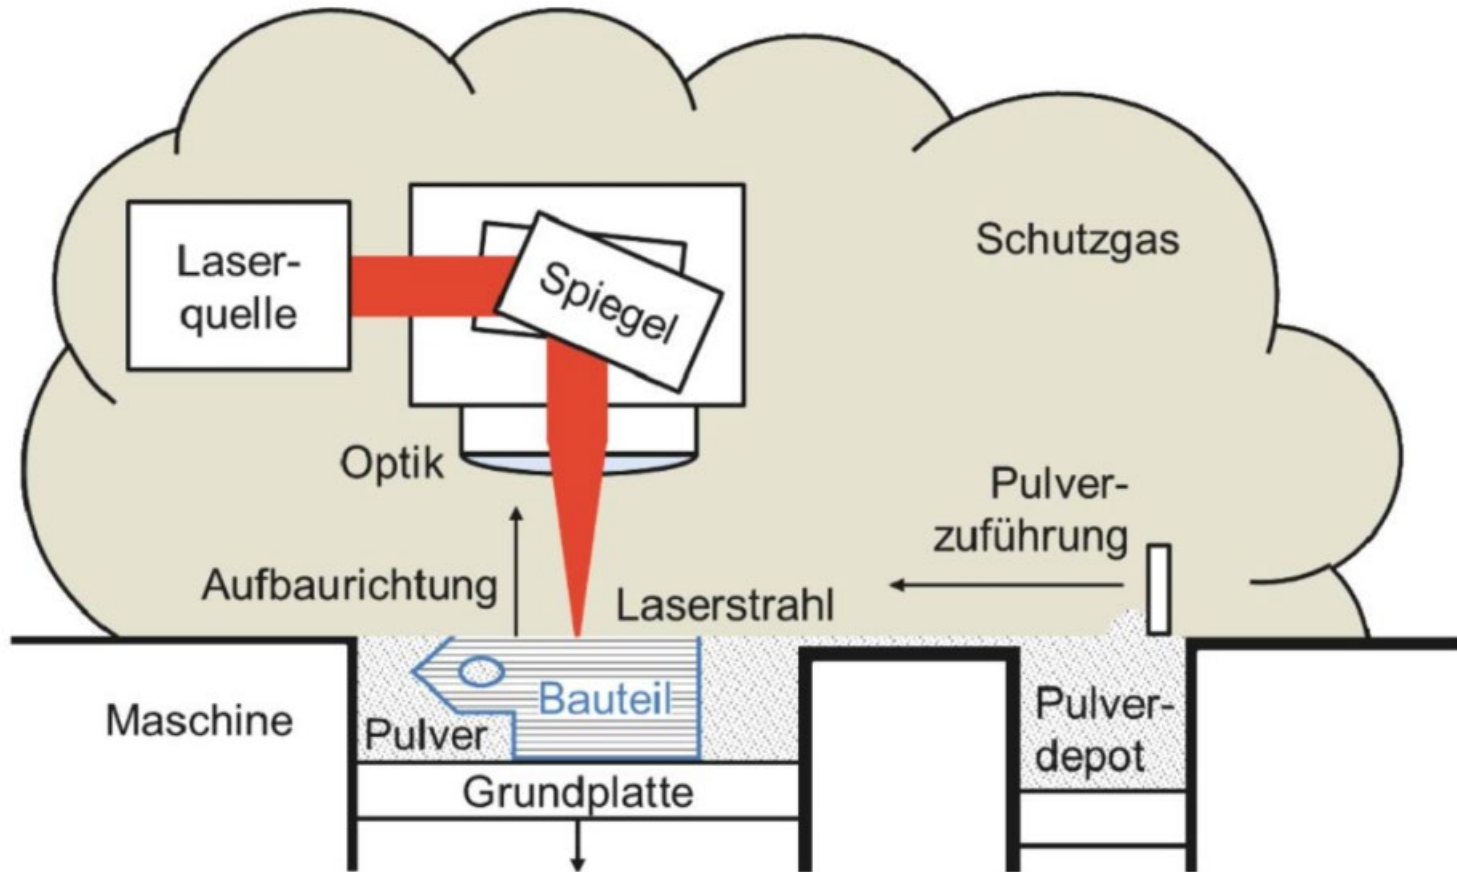 Laser-
quelle
Spiegel
Schutzgas
Optik
Pulver-
zuführung
Aufbaurichtung
Laserstrahl
Maschine
Bauteil
Pulver
Pulver-
depot
Grundplatte